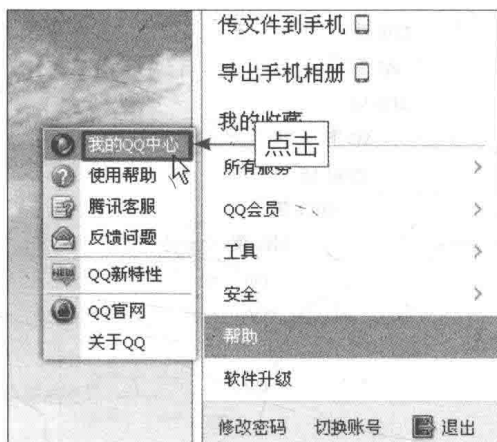 传文件到手机
导出手机相册
我的收藏
点击
所有服务
QQ会员
工具
安全
帮助
软件升级
修改密码 切换账号 退出
我的QQ中心
使用帮助
腾讯客服
反馈问题
NEW QQ新特性
QQ官网
关于QQ